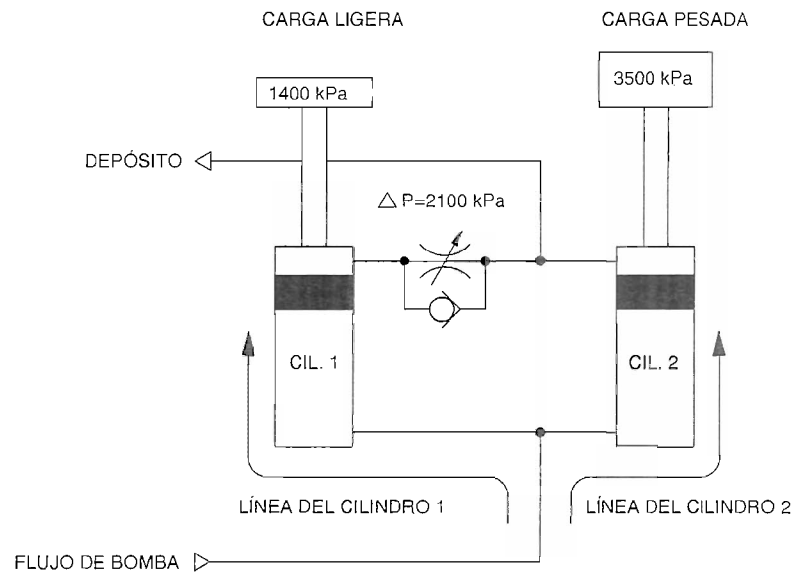 CARGA LIGERA
CARGA PESADA
1400 kPa
3500 kPa
DEPÓSITO
△ P=2100 kPa
CIL. 1
CIL. 2
LÍNEA DEL CILINDRO 1
LÍNEA DEL CILINDRO 2
FLUJO DE BOMBA